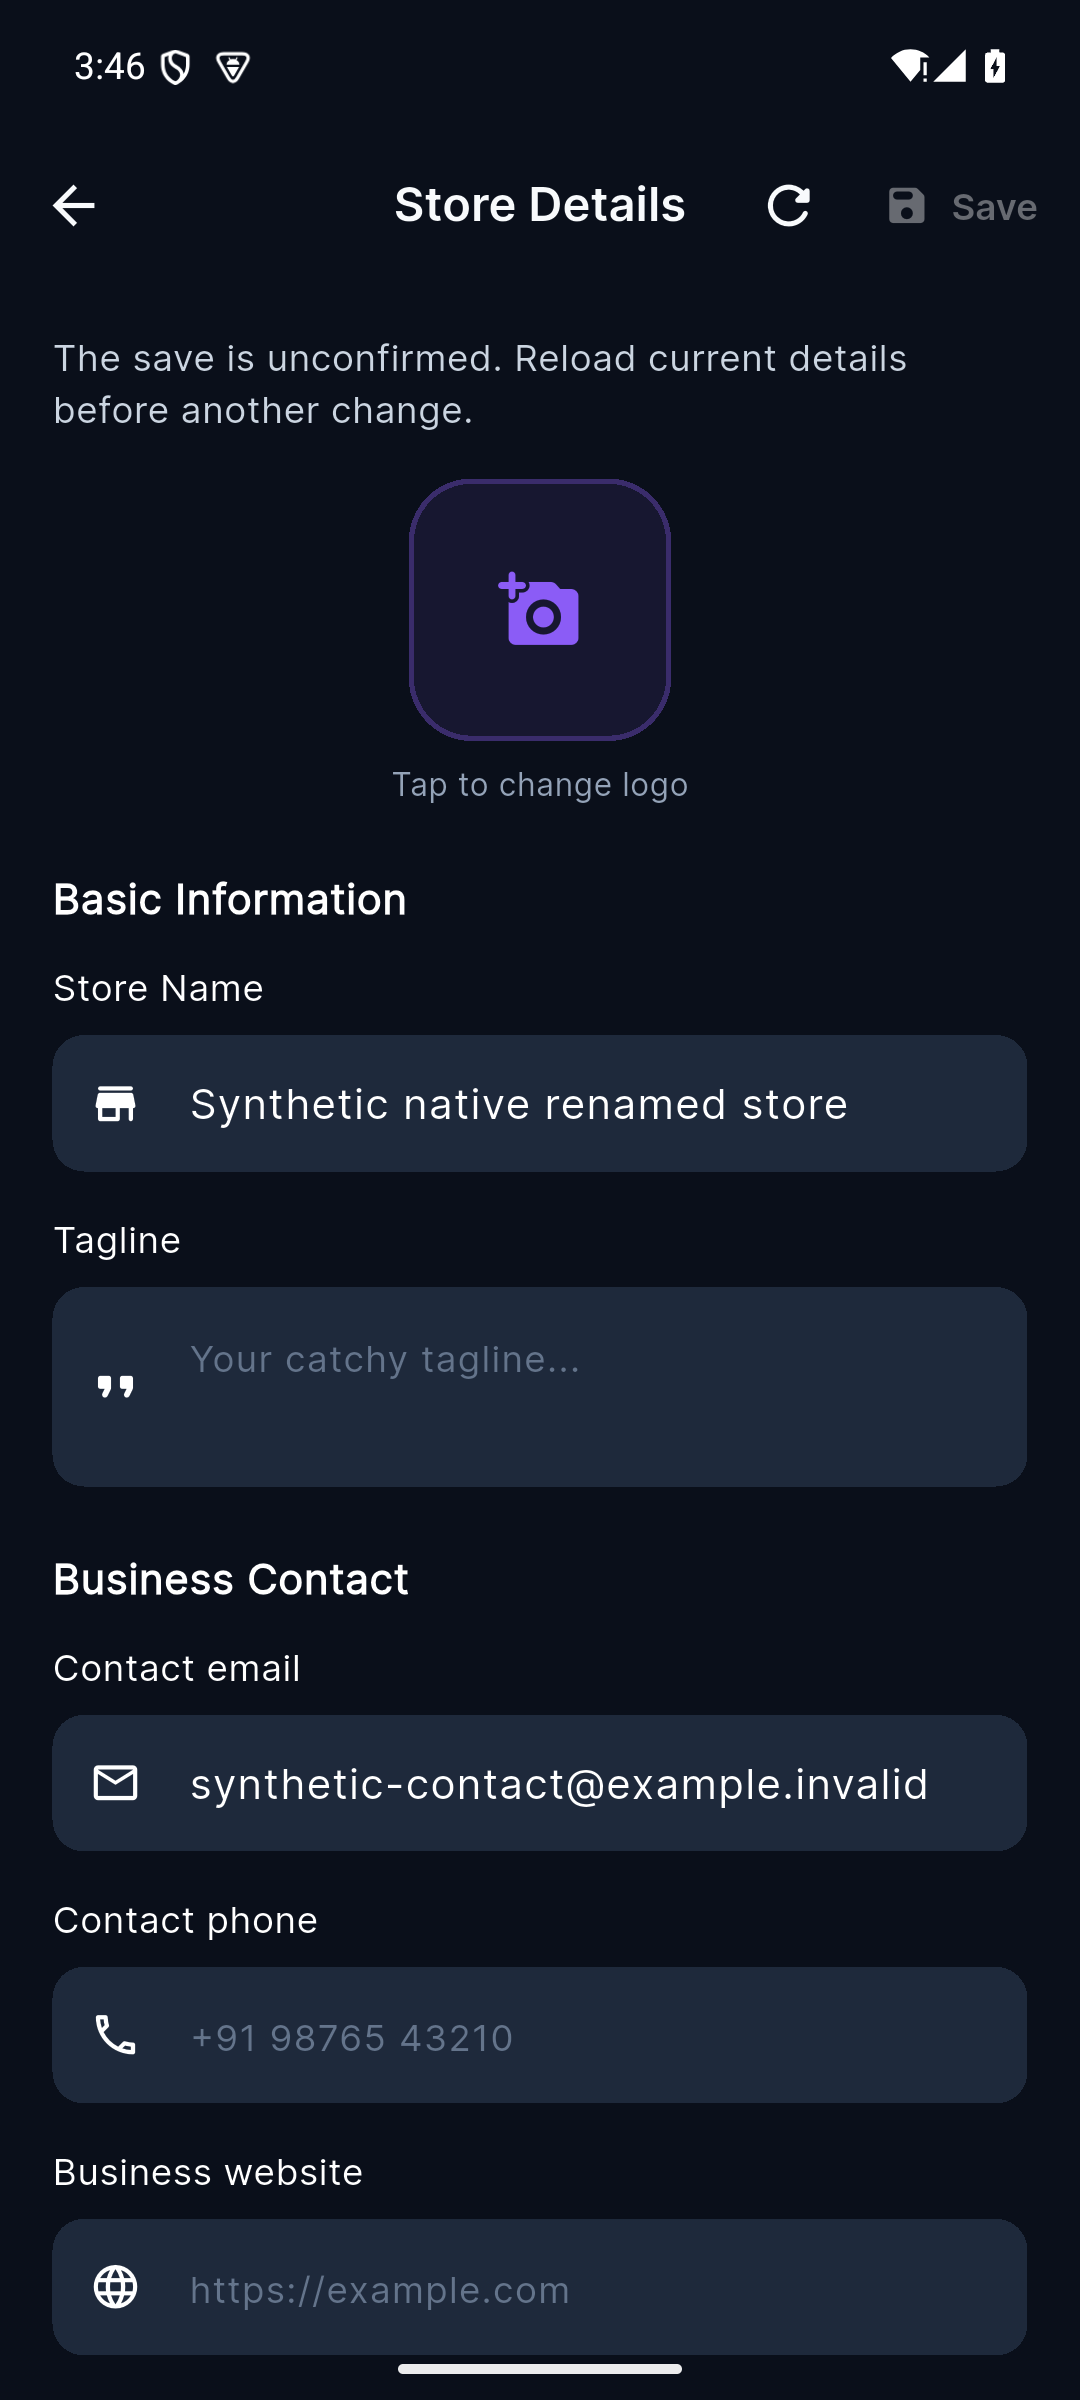 3:46
Store Details
Save
The save is unconfirmed. Reload current details
before another change.
Tap to change logo
Basic Information
Store Name
Synthetic native renamed store
Tagline
Your catchy tagline...
Business Contact
Contact email
synthetic-contact@example.invalid
Contact phone
+91 98765 43210
Business website
https://example.com